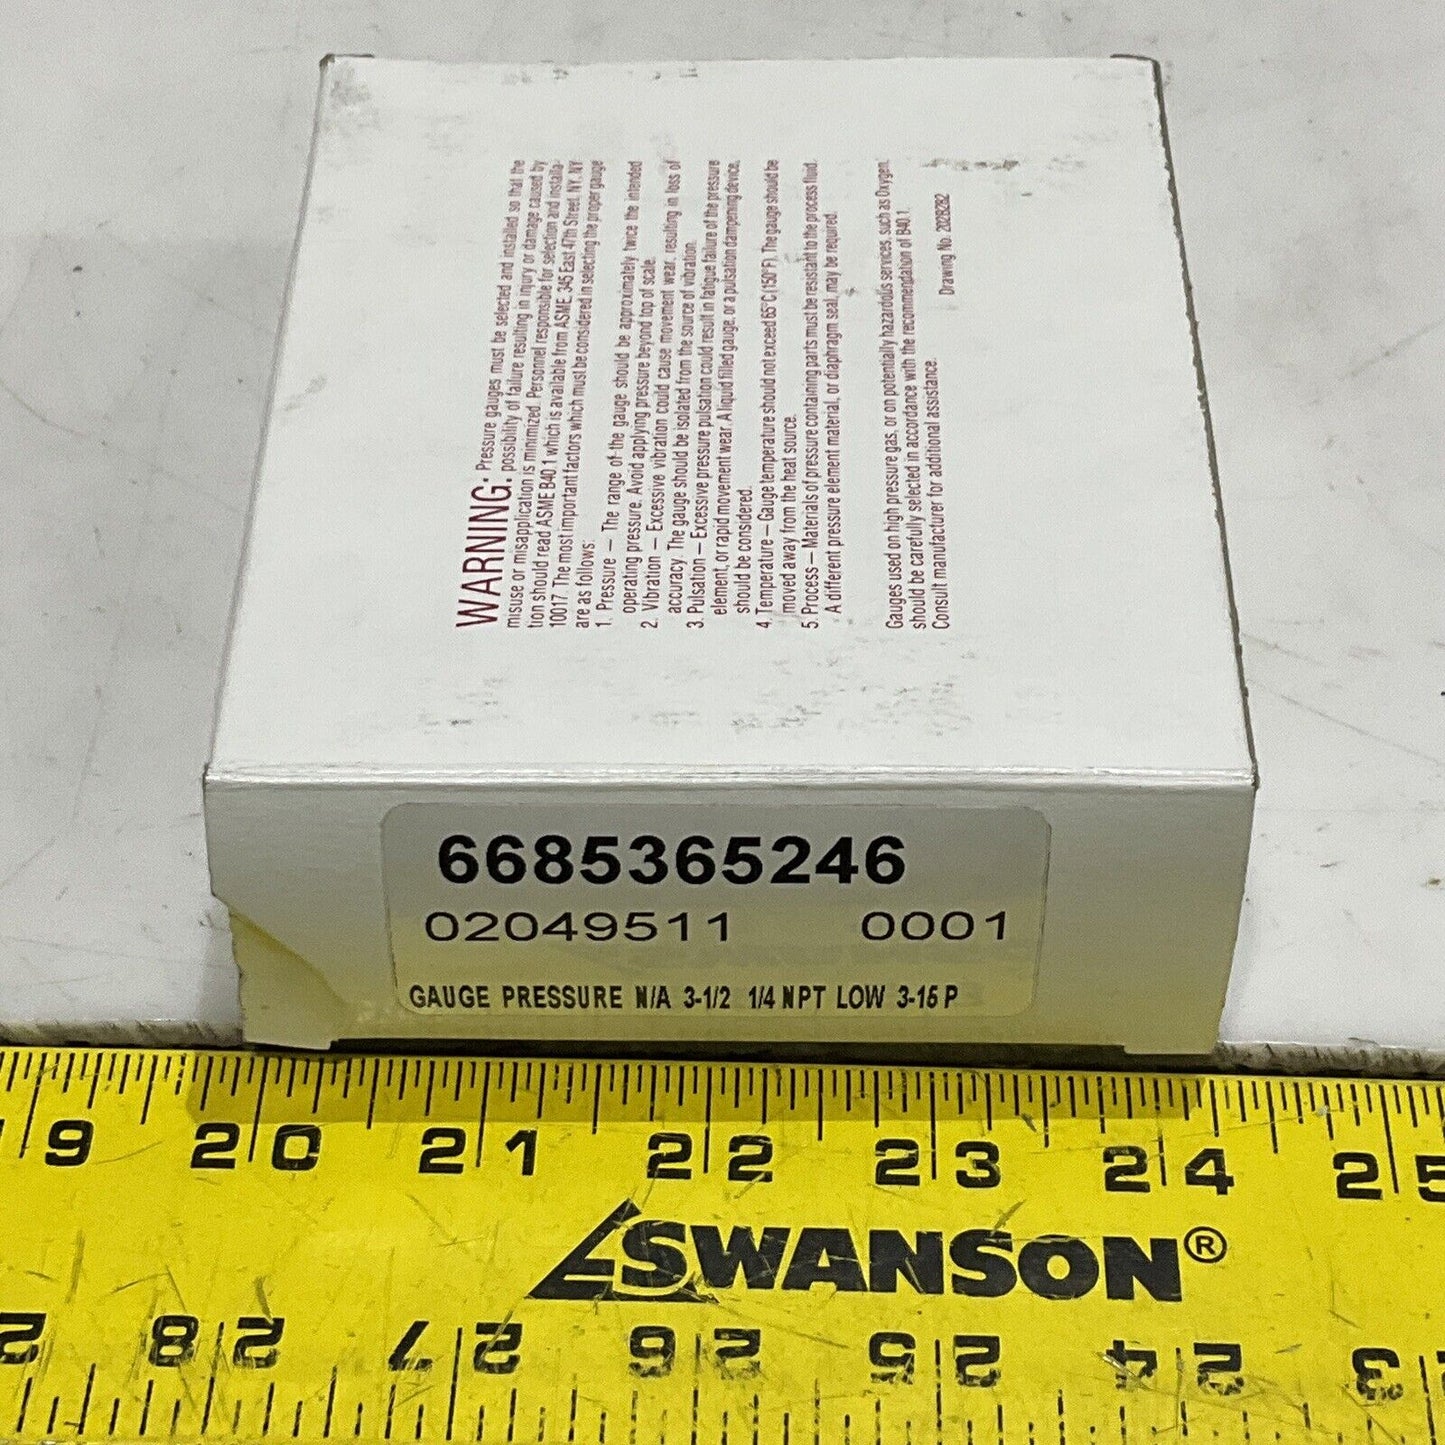 WARNING: Pressure gauges must be selected and installed so that the
possibility of failure resulting in injury or damage caused by
misuse or misapplication is minimized. Personnel responsible for selection and installa-
tion should read ASME B40.1 which is available from ASME, 345 East 47th Street, NY, NY
10017. The most important factors which must be considered in selecting the proper gauge
are as follows:
1. Pressure — The range of the gauge should be approximately twice the intended
operating pressure. Avoid applying pressure beyond top of scale.
2. Vibration — Excessive vibration could cause movement wear, resulting in loss of
accuracy. The gauge should be isolated from the source of vibration.
3. Pulsation — Excessive pressure pulsation could result in fatigue failure of the pressure
element, or rapid movement wear. A liquid filled gauge, or a pulsation dampening device,
should be considered.
4. Temperature — Gauge temperature should not exceed 65°C (150°F). The gauge should be
moved away from the heat source.
5. Process — Materials of pressure containing parts must be resistant to the process fluid.
A different pressure element material, or diaphragm seal, may be required.
Gauges used on high pressure gas, or on potentially hazardous services, such as Oxygen,
should be carefully selected in accordance with the recommendation of B40.1.
Consult manufacturer for additional assistance.
Drawing No. 202B282
6685365246
02049511 0001
GAUGE PRESSURE N/A 3-1/2 1/4 NPT LOW 3-15 P
9 20 21 22 23 24 25
SWANSON®
28 27 26 25 24 23